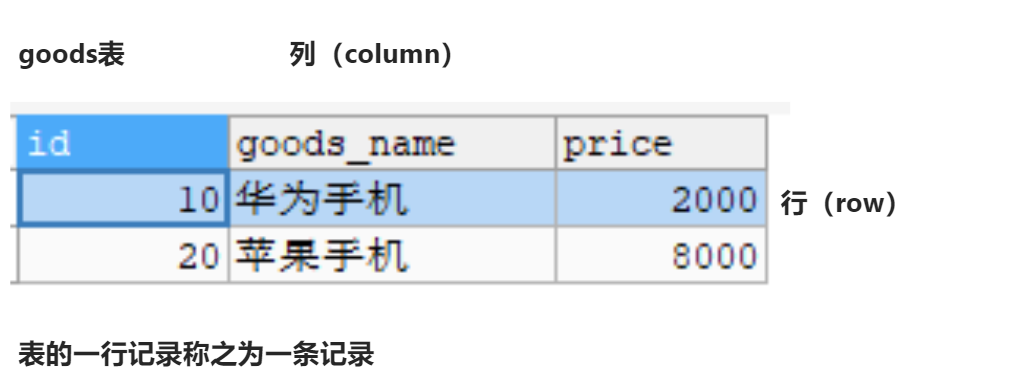 goods表 列（column）
id goods_name price
10 华为手机 2000 行（row）
20 苹果手机 8000
表的一行记录称之为一条记录